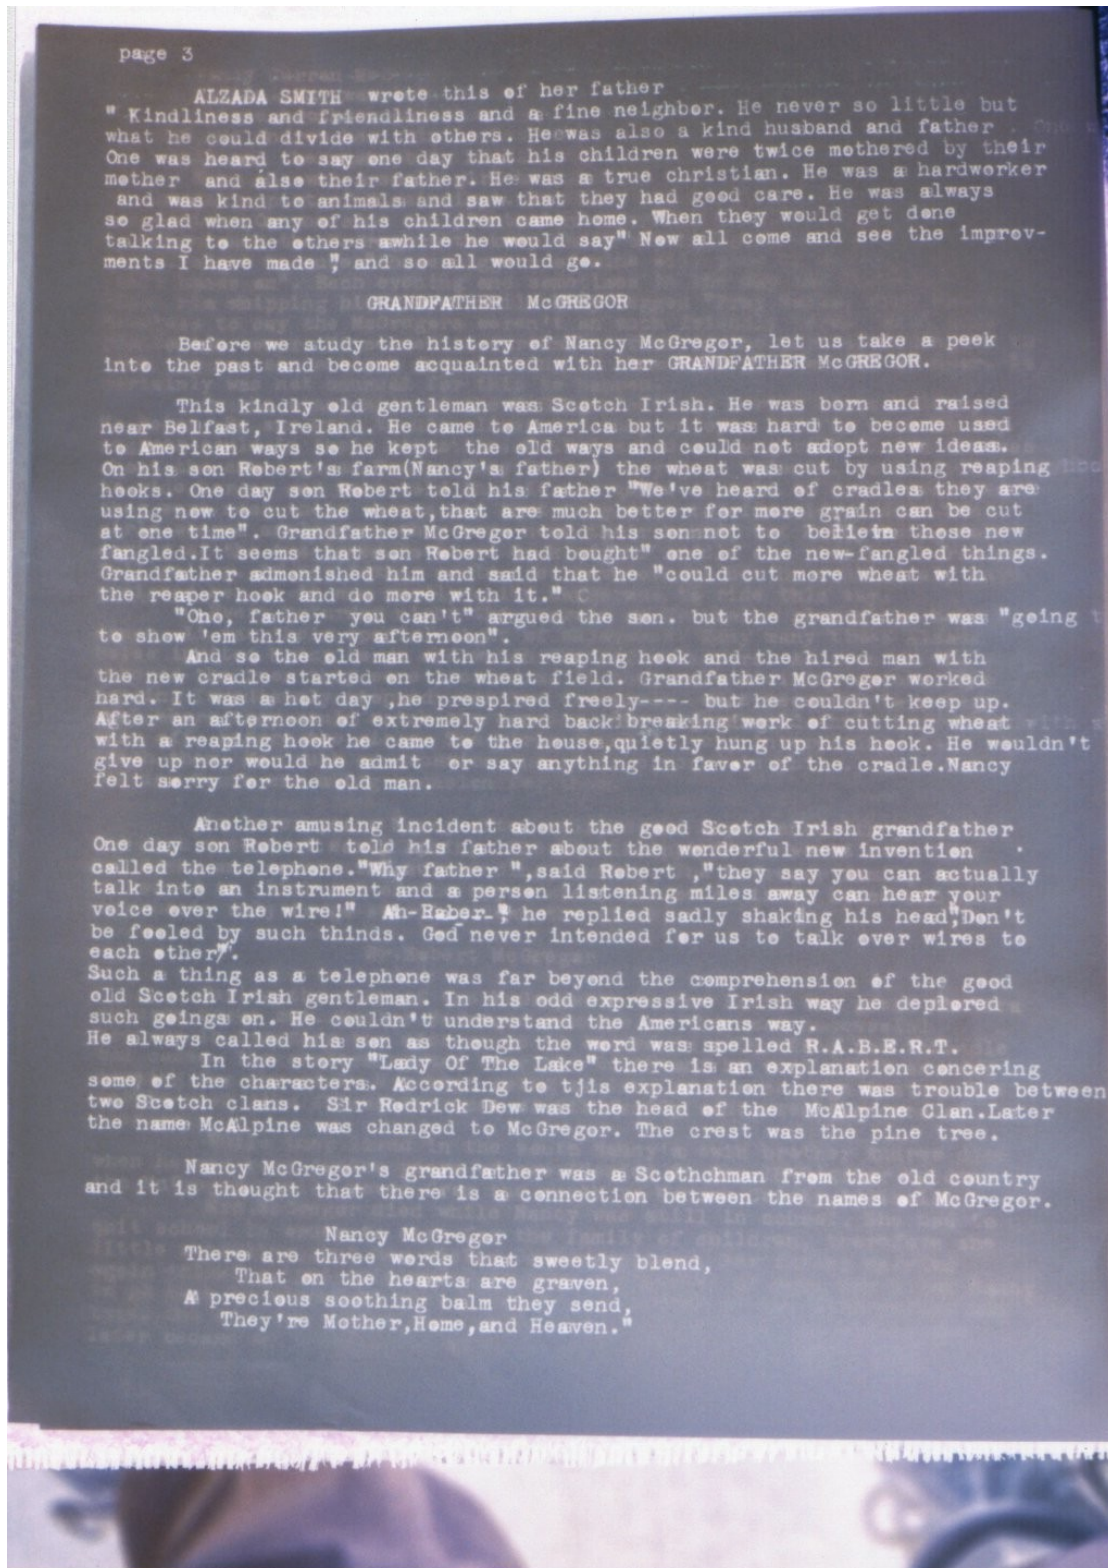 page 3
ALZADA SMITH wrote this of her father
" Kindliness and friendliness and a fine neighbor. He never so little but
what he could divide with others. He was also a kind husband and father .
One was heard to say one day that his children were twice mothered by their
mother and alse their father. He was a true christian. He was a hardworker
and was kind to animals and saw that they had good care. He was always
so glad when any of his children came home. When they would get done
talking to the others awhile he would say" Now all come and see the improv-
ments I have made ", and so all would go.
GRANDFATHER McGREGOR
Before we study the history of Nancy McGregor, let us take a peek
into the past and become acquainted with her GRANDFATHER McGREGOR.
This kindly old gentleman was Scotch Irish. He was born and raised
near Belfast, Ireland. He came to America but it was hard to become used
to American ways so he kept the old ways and could not adopt new ideas.
On his son Robert's farm(Nancy's father) the wheat was cut by using reaping
hooks. One day son Robert told his father "We've heard of cradles they are
using now to cut the wheat,that are much better for more grain can be cut
at one time". Grandfather McGregor told his son not to these new
fangled.It seems that son Robert had bought" one of the new-fangled things.
Grandfather admonished him and said that he "could cut more wheat with
the reaper hook and do more with it."
"Oho, father you can't" argued the son. but the grandfather was "going
to show 'em this very afternoon".
And so the old man with his reaping hook and the hired man with
the new cradle started on the wheat field. Grandfather McGregor worked
hard. It was a hot day ,he prespired freely---- but he couldn't keep up.
After an afternoon of extremely hard back breaking work of cutting wheat
with a reaping hook he came to the house,quietly hung up his hook. He wouldn't
give up nor would he admit or say anything in favor of the cradle.Nancy
felt sorry for the old man.
Another amusing incident about the good Scotch Irish grandfather
One day son Robert told his father about the wonderful new invention .
called the telephone."Why father ",said Robert ,"they say you can actually
talk into an instrument and a person listening miles away can hear your
voice over the wire!" Ah-Raber-" he replied sadly shaking his head,"Don't
be fooled by such thinds. God never intended for us to talk over wires to
each other".
Such a thing as a telephone was far beyond the comprehension of the good
old Scotch Irish gentleman. In his odd expressive Irish way he deplored
such goings on. He couldn't understand the Americans way.
He always called his son as though the word was spelled R.A.B.E.R.T.
In the story "Lady Of The Lake" there is an explanation concering
some of the characters. According to tjis explanation there was trouble between
two Scotch clans. Sir Redrick Dew was the head of the McAlpine Clan.Later
the name McAlpine was changed to McGregor. The crest was the pine tree.
Nancy McGregor's grandfather was a Scothchman from the old country
and it is thought that there is a connection between the names of McGregor.
Nancy McGregor
There are three words that sweetly blend,
That on the hearts are graven,
A precious soothing balm they send,
They're Mother,Home,and Heaven."